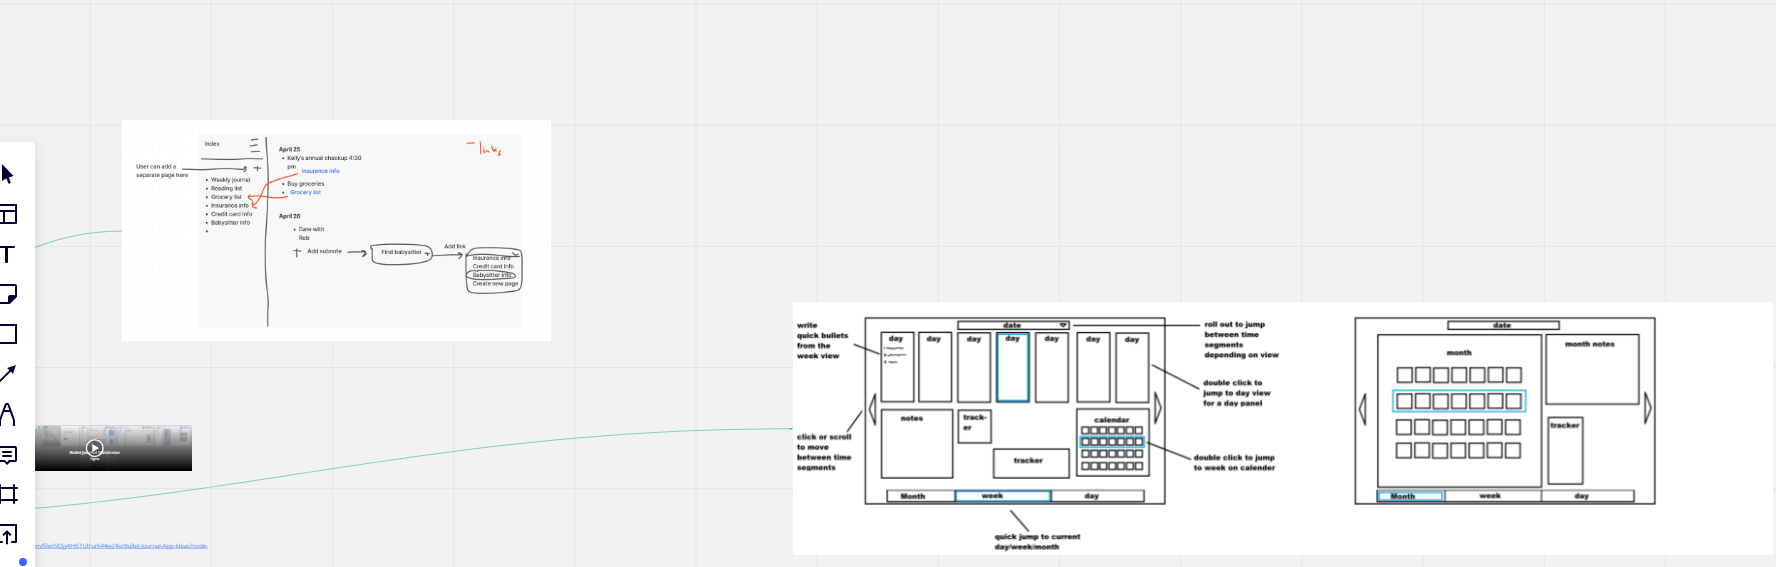 Index
User can add a
separate page here
Weekly journal
Reading list
Grocery list
Insurance info
Credit card info
Babysitter info
April 25
Kelly's annual checkup 4:30
pm
Insurance info
Buy groceries
Grocery list
links
April 26
Date with
Rob
Add subnote
Find babysitter
Add link
Insurance info
Credit card info
Babysitter info
Create new page
write
quick bullets
from the
week view
date
day
day
day
day
day
day
day
roll out to jump
between time
segments
depending on view
double click to
jump to day view
for a day panel
notes
track-
er
calendar
tracker
click or scroll
to move
between time
segments
double click to jump
to week on calender
Month
week
day
quick jump to current
day/week/month
date
month
month notes
tracker
Month
week
day